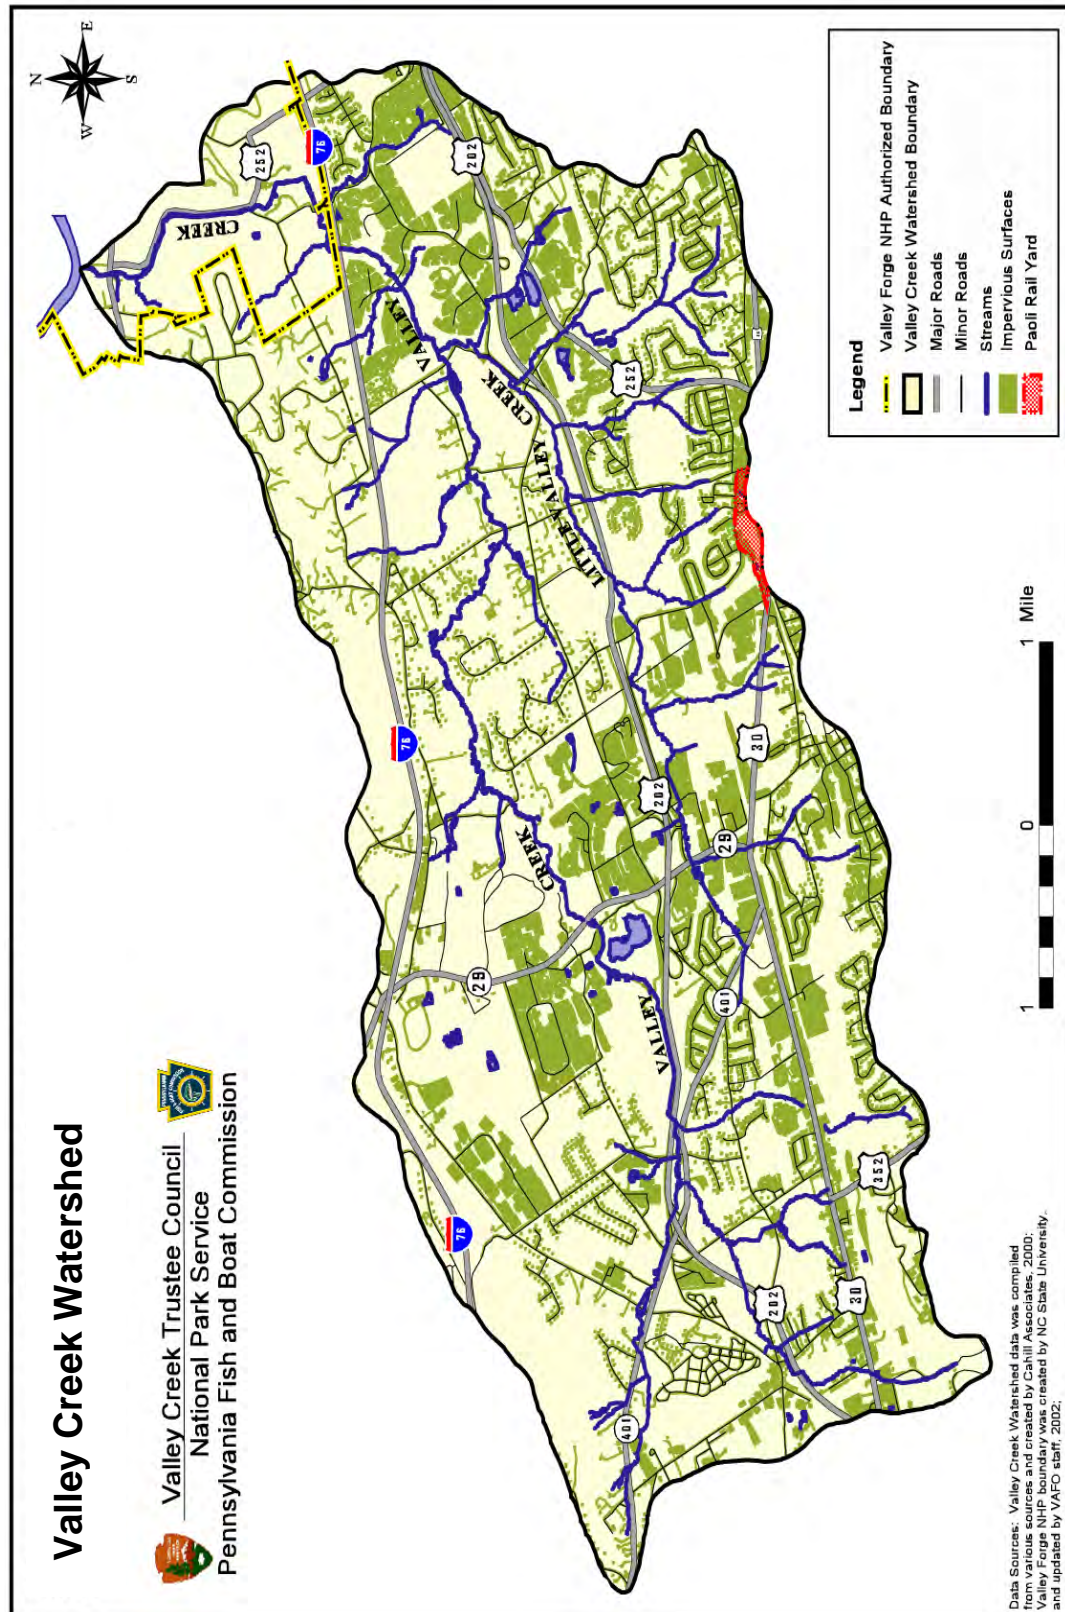 Valley Creek Watershed
Valley Creek Trustee Council
National Park Service
Pennsylvania Fish and Boat Commission
N
E
S
W
252
76
202
CREEK
VALLEY
CREEK
LITTLE VALLEY
252
76
202
30
29
CREEK
29
VALLEY
401
76
352
202
30
401
Legend
Valley Forge NHP Authorized Boundary
Valley Creek Watershed Boundary
Major Roads
Minor Roads
Streams
Impervious Surfaces
Paoli Rail Yard
1 0 1 Mile
Data Sources: Valley Creek Watershed data was compiled
from various sources and created by Cahill Associates, 2000;
Valley Forge NHP boundary was created by NC State University
and updated by VAFO staff, 2002;